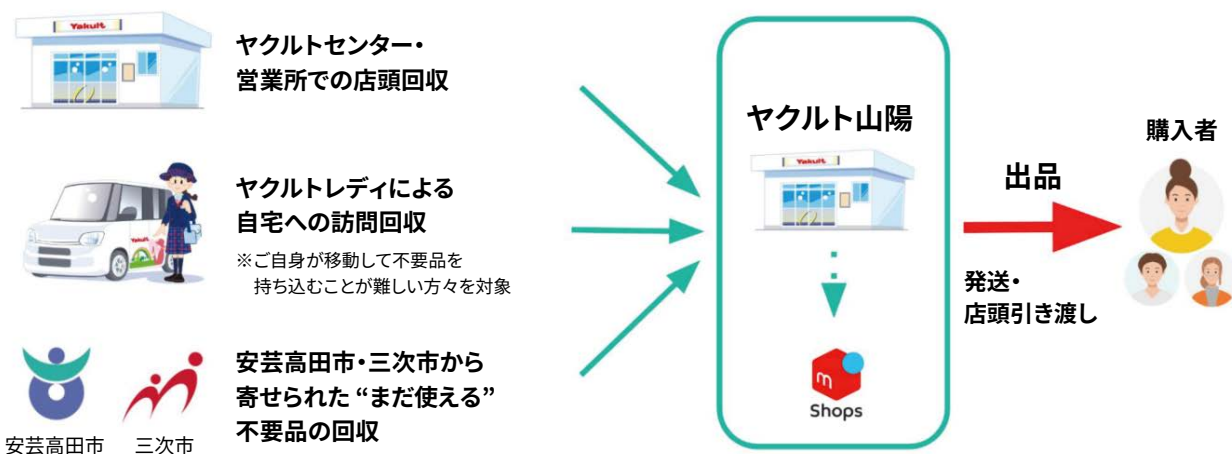 Yakult
ヤクルトセンター・
営業所での店頭回収
Yakult
ヤクルトレディによる
自宅への訪問回収
※ご自身が移動して不要品を
持ち込むことが難しい方々を対象
安芸高田市
三次市
安芸高田市・三次市から
寄せられた “まだ使える”
不要品の回収
ヤクルト山陽
Yakult
m
Shops
出品
発送・
店頭引き渡し
購入者